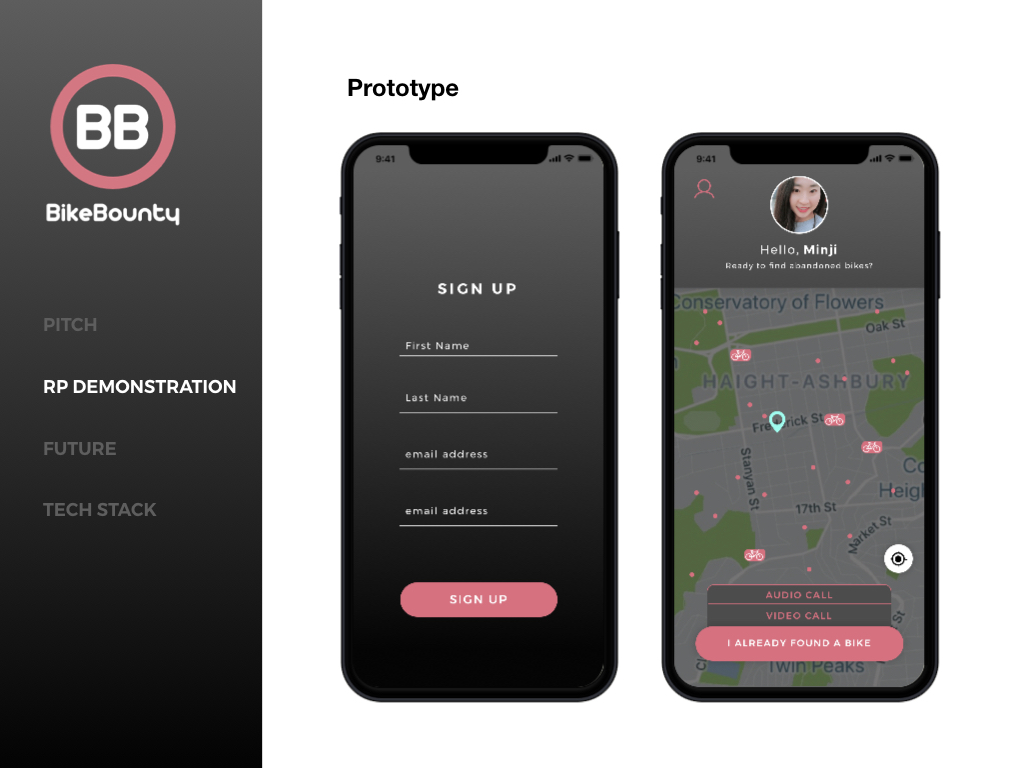 BB
BikeBounty
PITCH
RP DEMONSTRATION
FUTURE
TECH STACK
Prototype
9:41
SIGN UP
First Name
Last Name
email address
email address
SIGN UP
9:41
Hello, Minji
Ready to find abandoned bikes?
Conservatory of Flowers
Oak St
HAIGHT-ASHBURY
Frederick St
Stanyan St
Co
Heigh
17th St
Market St
St
AUDIO CALL
VIDEO CALL
I ALREADY FOUND A BIKE
Twin Peaks